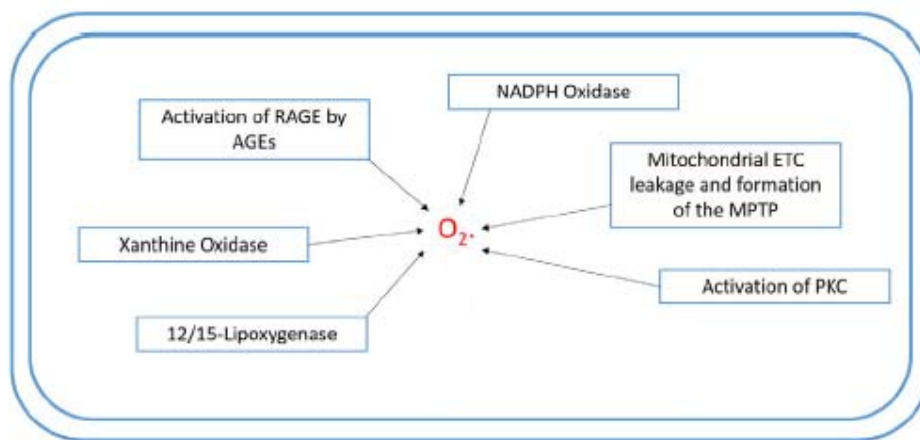 NADPH Oxidase
Activation of RAGE by
AGEs
Mitochondrial ETC
leakage and formation
of the MPTP
O₂.
Xanthine Oxidase
Activation of PKC
12/15-Lipoxygenase